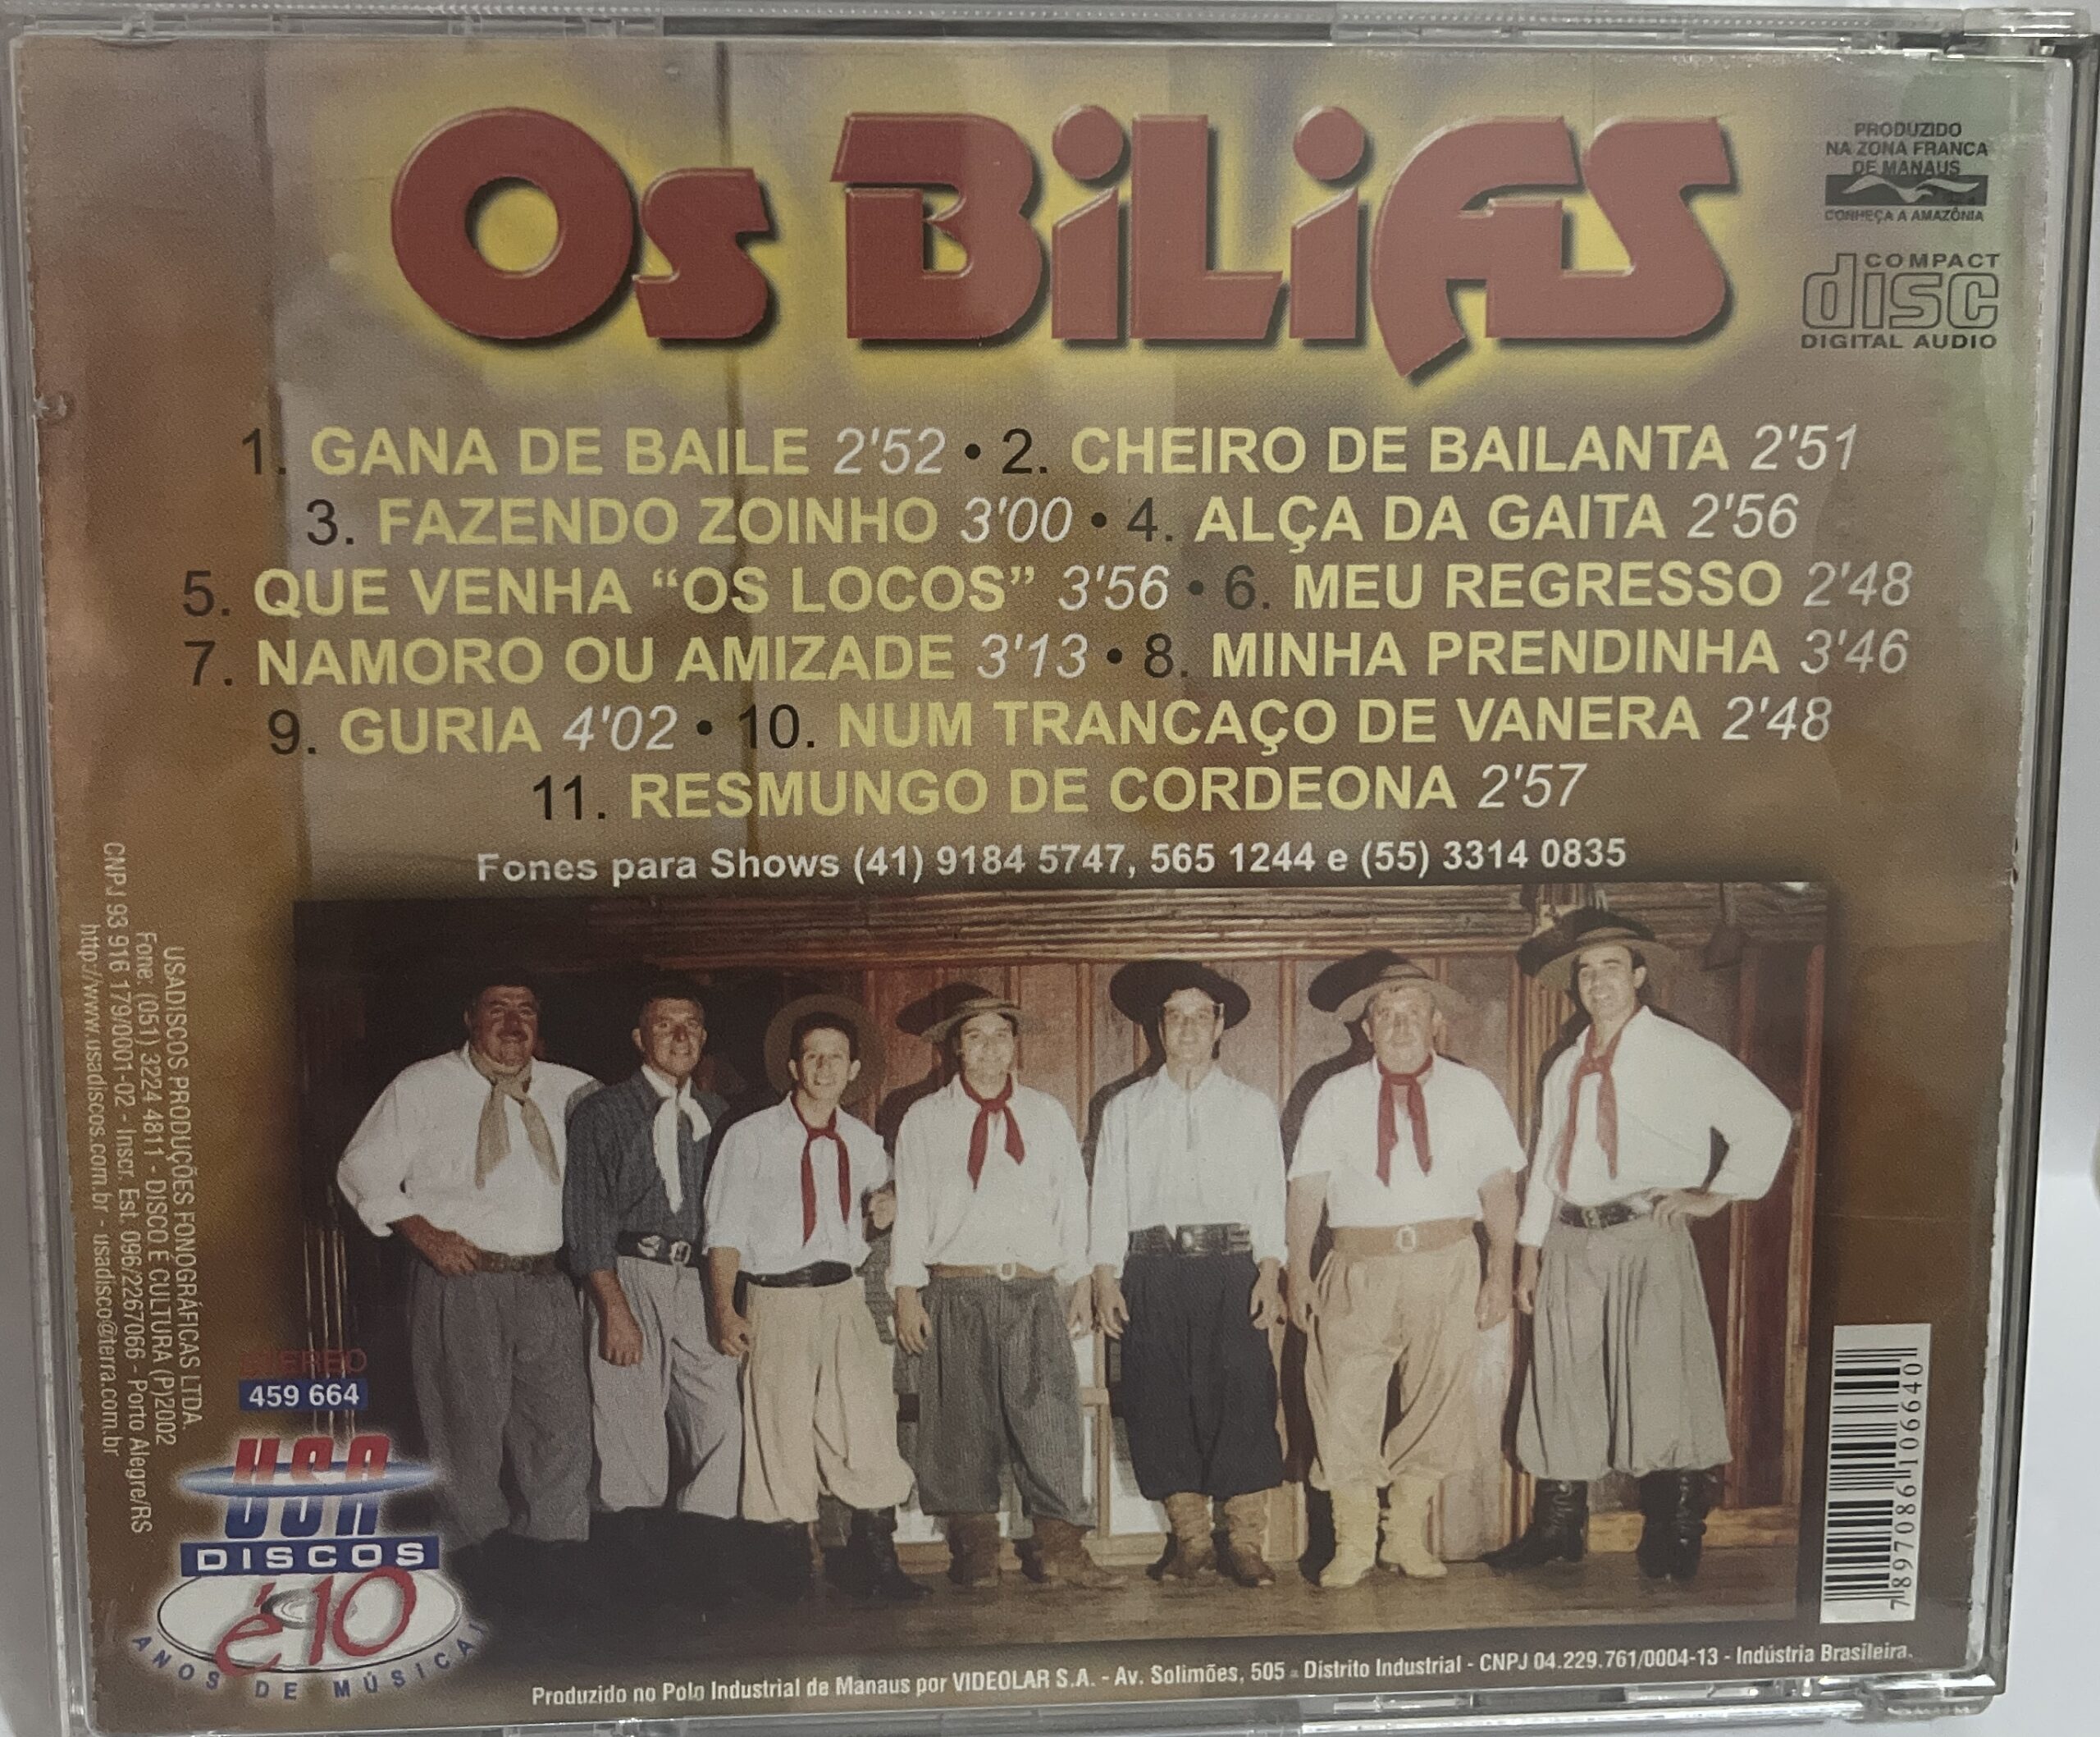 Os BiLiAS
PRODUZIDO
NA ZONA FRANCA
DE MANAUS
CONHEÇA A AMAZÔNIA
COMPACT
disc
DIGITAL AUDIO
1. GANA DE BAILE 2'52 • 2. CHEIRO DE BAILANTA 2'51
3. FAZENDO ZOINHO 3'00 • 4. ALÇA DA GAITA 2'56
5. QUE VENHA “OS LOCOS” 3'56 • 6. MEU REGRESSO 2'48
7. NAMORO OU AMIZADE 3'13 • 8. MINHA PRENDINHA 3'46
9. GURIA 4'02 • 10. NUM TRANCAÇO DE VANERA 2'48
11. RESMUNGO DE CORDEONA 2'57
Fones para Shows (41) 9184 5747, 565 1244 e (55) 3314 0835
USADISCOS PRODUÇÕES FONOGRÁFICAS LTDA.
Fone: (051) 3224 4811 - DISCO É CULTURA (P)2002
CNPJ 93 916 179/0001-02 - Inscr. Est. 096/2267066 - Porto Alegre/RS
http://www.usadiscos.com.br - usadisco@terra.com.br
STEREO
459 664
USA
DISCOS
é 10
ANOS DE MÚSICA!
7897086106640
Produzido no Polo Industrial de Manaus por VIDEOLAR S.A. - Av. Solimões, 505 - Distrito Industrial - CNPJ 04.229.761/0004-13 - Indústria Brasileira.